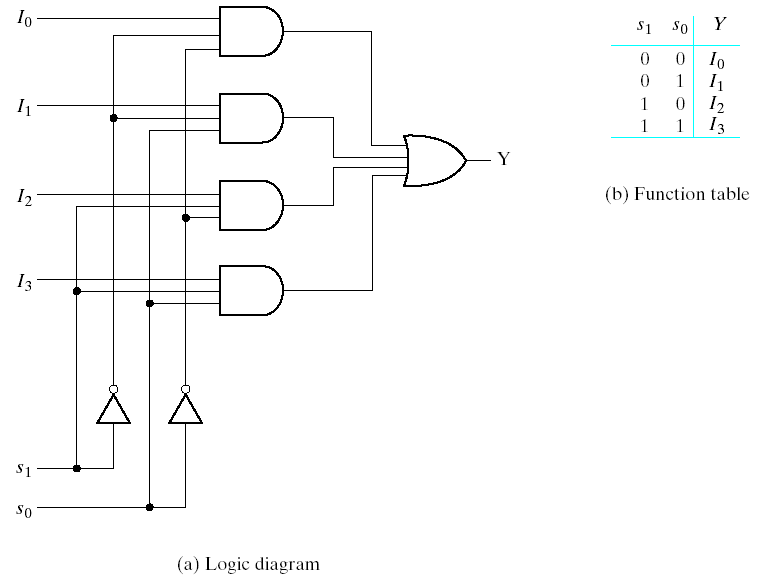 I0
I1
I2
I3
s1
s0
Y
(a) Logic diagram
s1 s0 Y
0 0 I0
0 1 I1
1 0 I2
1 1 I3
(b) Function table